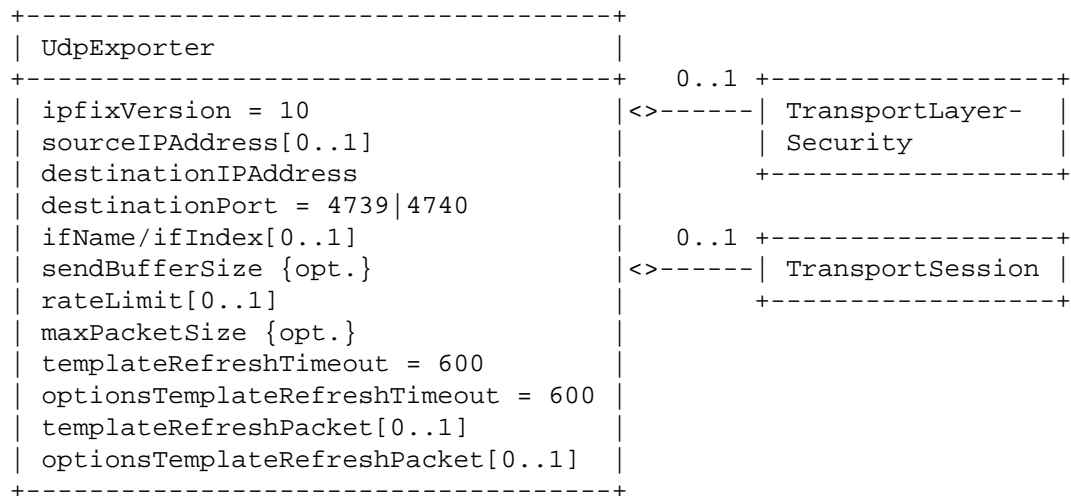 +-------------------------------------+
| UdpExporter                         |
+-------------------------------------+   0..1 +------------------+
| ipfixVersion = 10                   |<>------| TransportLayer-  |
| sourceIPAddress[0..1]               |        | Security         |
| destinationIPAddress                |        +------------------+
| destinationPort = 4739|4740         |
| ifName/ifIndex[0..1]                |   0..1 +------------------+
| sendBufferSize {opt.}               |<>------| TransportSession |
| rateLimit[0..1]                     |        +------------------+
| maxPacketSize {opt.}                |
| templateRefreshTimeout = 600        |
| optionsTemplateRefreshTimeout = 600 |
| templateRefreshPacket[0..1]         |
| optionsTemplateRefreshPacket[0..1]  |
+-------------------------------------+